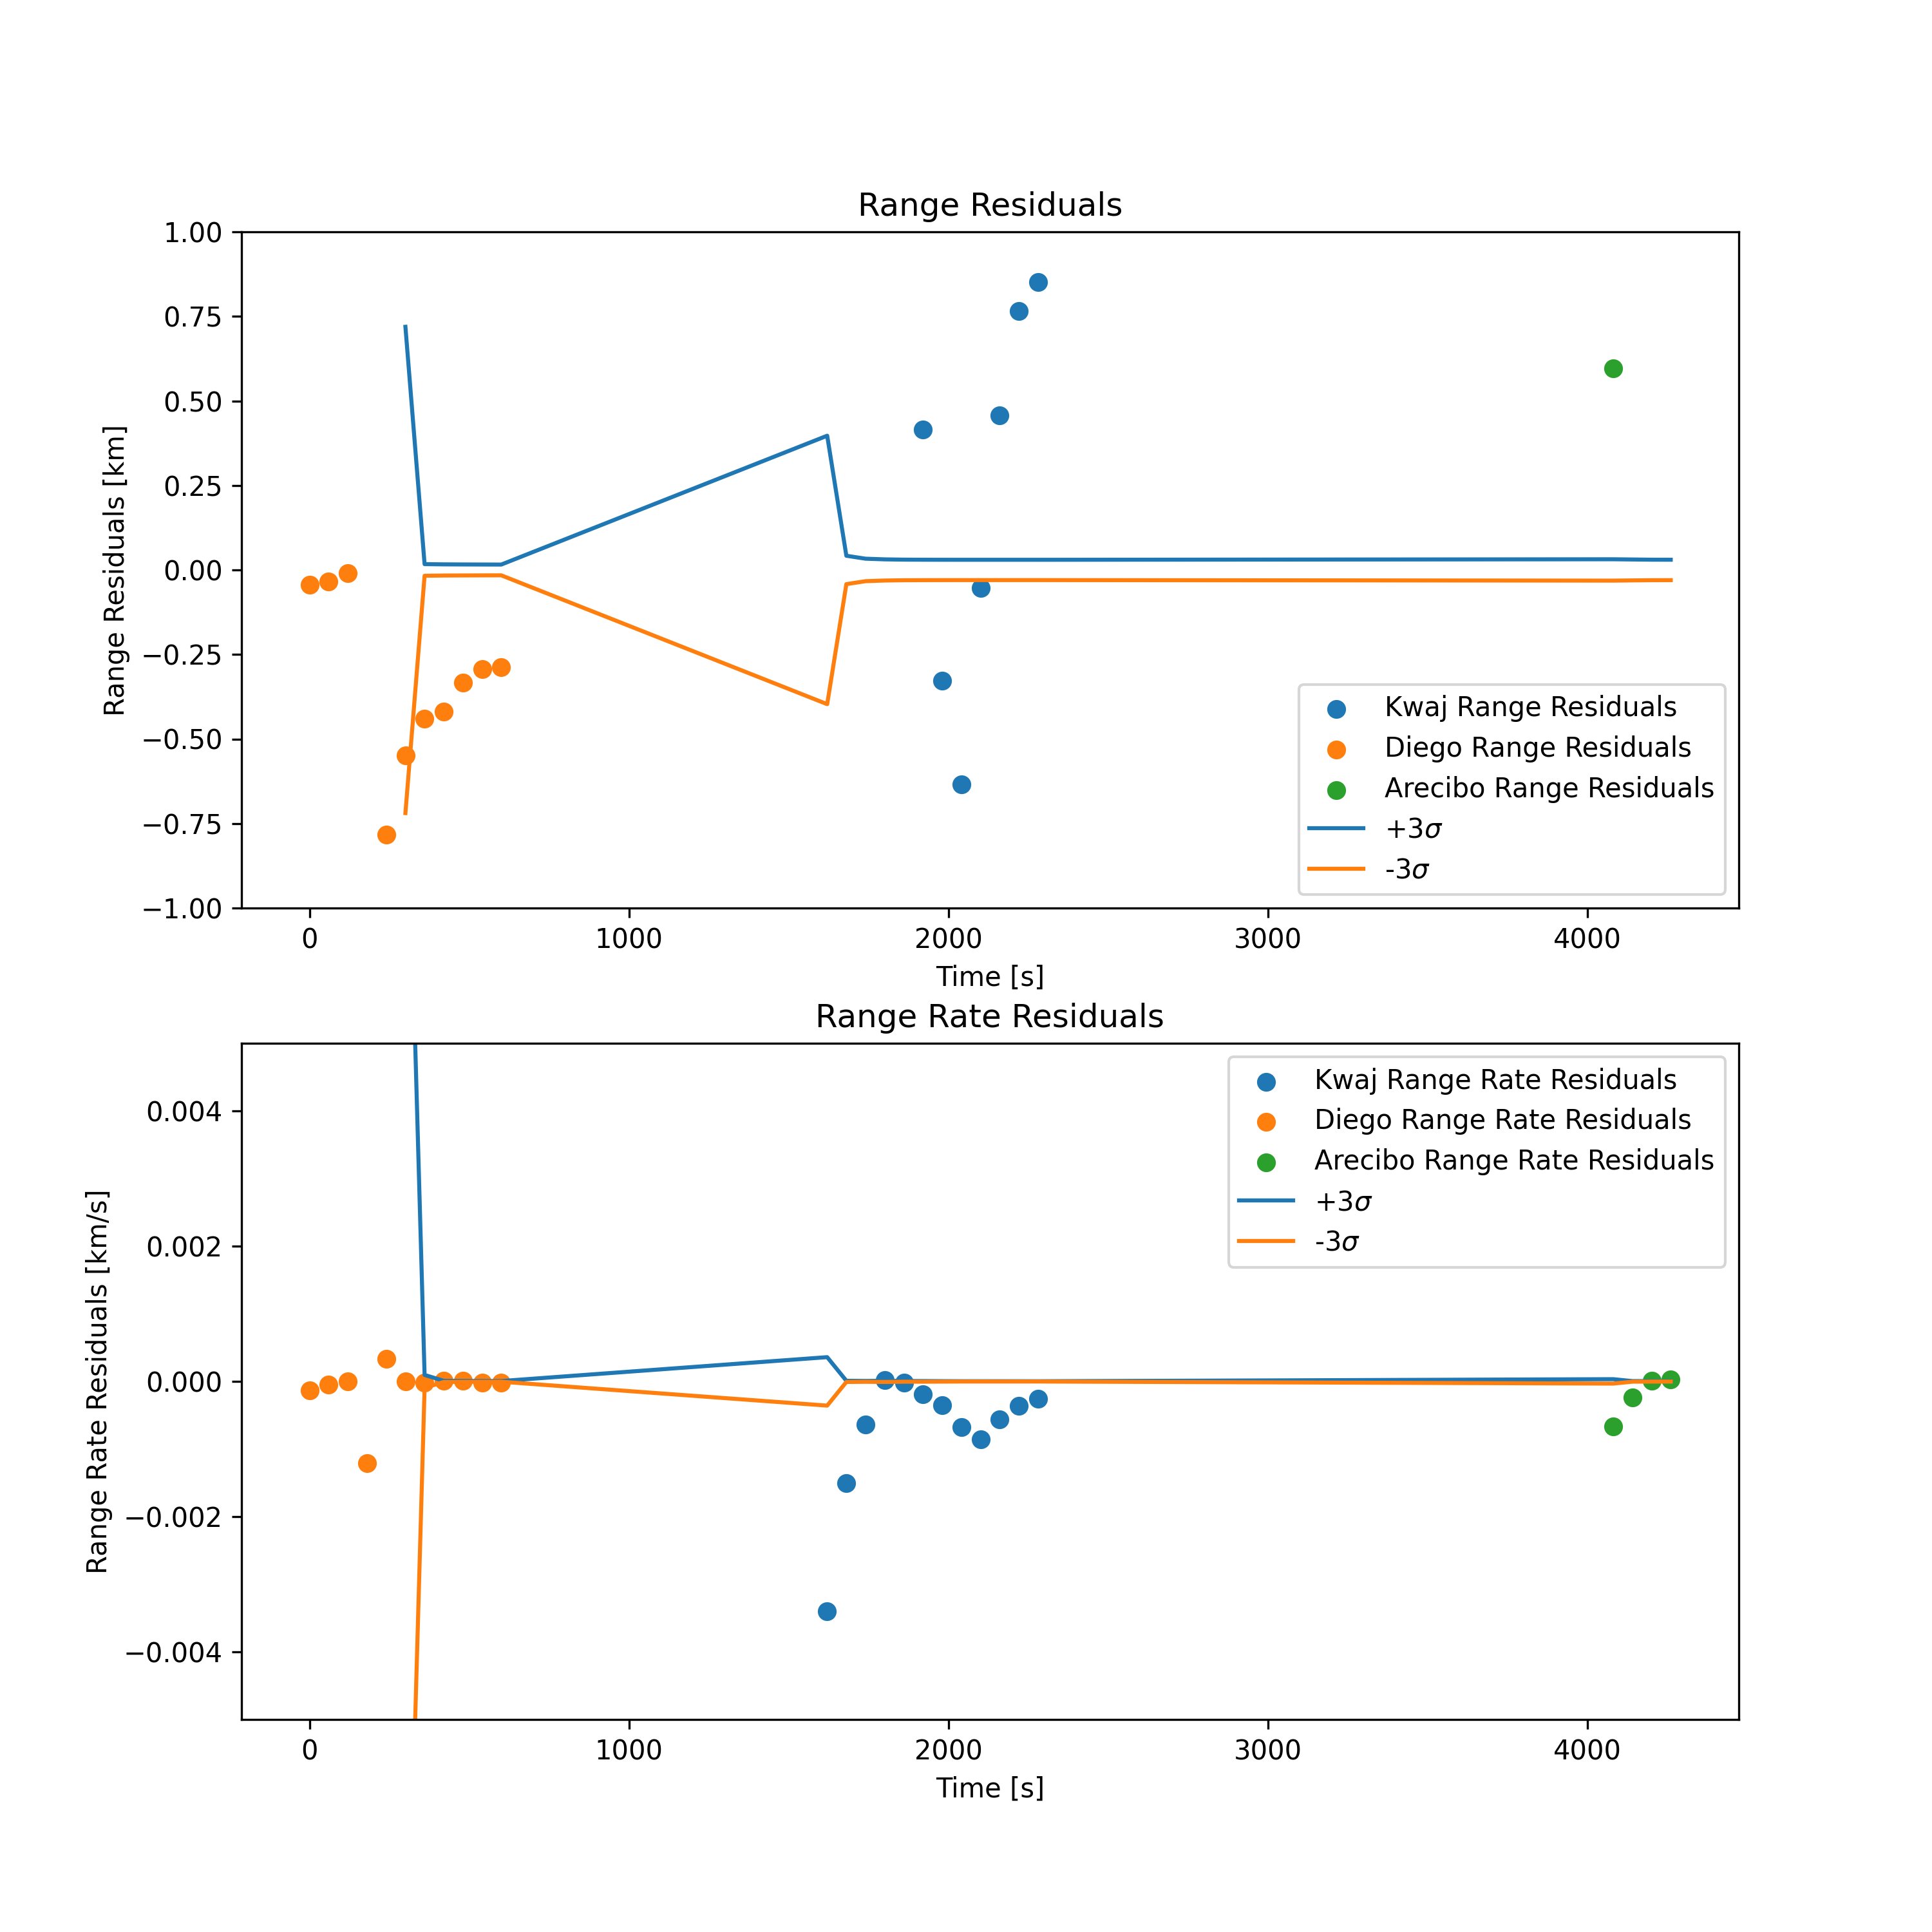 Range Residuals
1.00
0.75
0.50
0.25
0.00
−0.25
−0.50
−0.75
−1.00
Range Residuals [km]
Kwaj Range Residuals
Diego Range Residuals
Arecibo Range Residuals
+3σ
-3σ
0 1000 2000 3000 4000
Time [s]
Range Rate Residuals
0.004
0.002
0.000
−0.002
−0.004
Range Rate Residuals [km/s]
Kwaj Range Rate Residuals
Diego Range Rate Residuals
Arecibo Range Rate Residuals
+3σ
-3σ
0 1000 2000 3000 4000
Time [s]